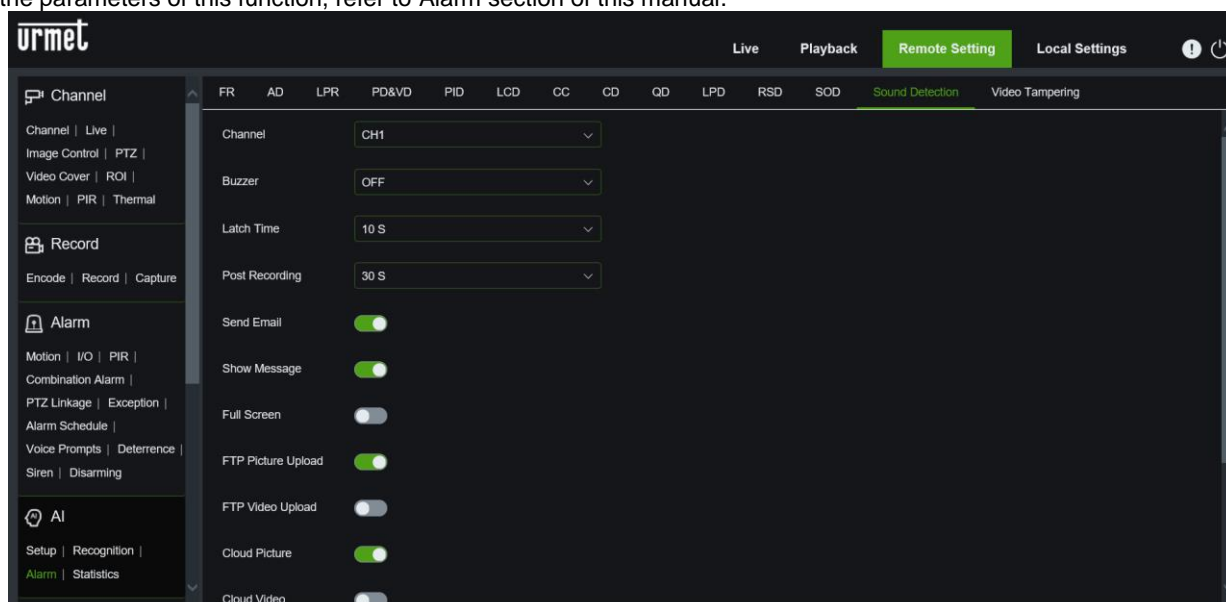 the parameters of this function, refer to Alarm section of this manual.
urmet
Live Playback Remote Setting Local Settings
Channel
Channel | Live |
Image Control | PTZ |
Video Cover | ROI |
Motion | PIR | Thermal
Record
Encode | Record | Capture
Alarm
Motion | I/O | PIR |
Combination Alarm |
PTZ Linkage | Exception |
Alarm Schedule |
Voice Prompts | Deterrence |
Siren | Disarming
AI
Setup | Recognition |
Alarm | Statistics
FR AD LPR PD&VD PID LCD CC CD QD LPD RSD SOD Sound Detection Video Tampering
Channel CH1
Buzzer OFF
Latch Time 10 S
Post Recording 30 S
Send Email
Show Message
Full Screen
FTP Picture Upload
FTP Video Upload
Cloud Picture
Cloud Video